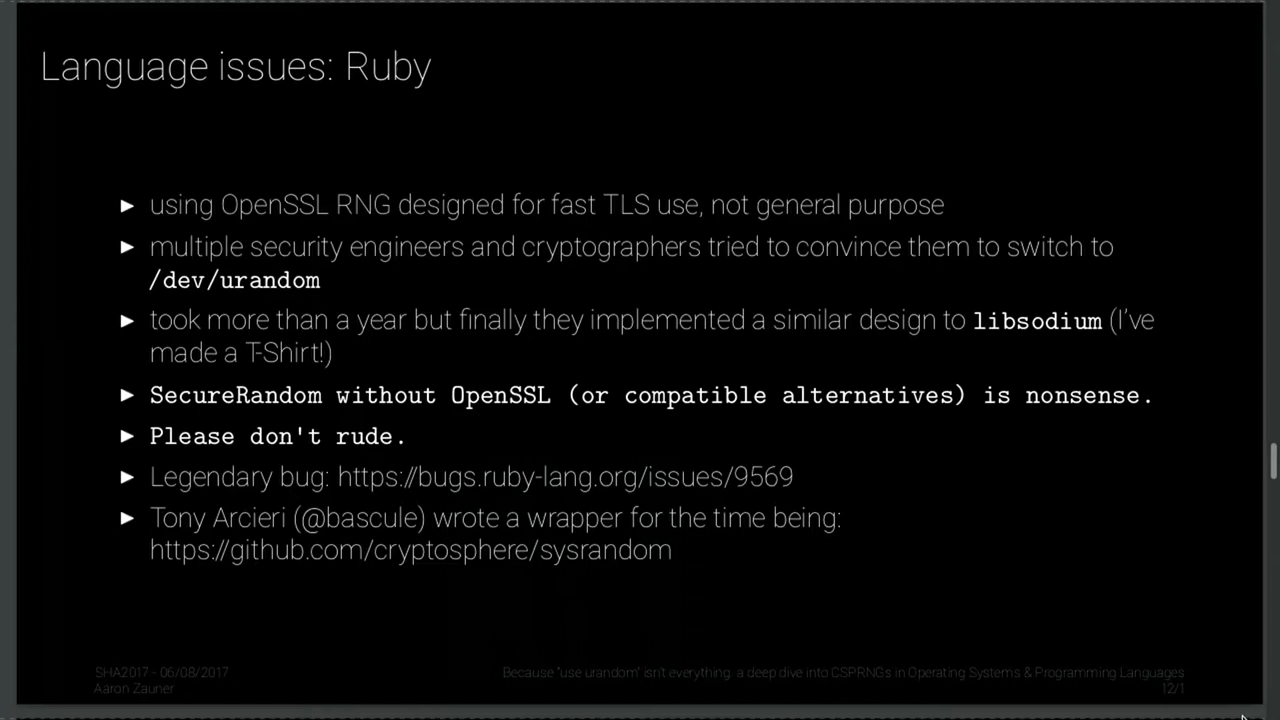 Language issues: Ruby
► using OpenSSL RNG designed for fast TLS use, not general purpose
► multiple security engineers and cryptographers tried to convince them to switch to
/dev/urandom
► took more than a year but finally they implemented a similar design to libsodium (I've
made a T-Shirt!)
► SecureRandom without OpenSSL (or compatible alternatives) is nonsense.
► Please don't rude.
► Legendary bug: https://bugs.ruby-lang.org/issues/9569
► Tony Arcieri (@bascule) wrote a wrapper for the time being:
https://github.com/cryptosphere/sysrandom
SHA2017 - 06/08/2017
Aaron Zauner
Because "use urandom" isn't everything a deep dive into CSPRNGs in Operating Systems & Programming Languages
12/1